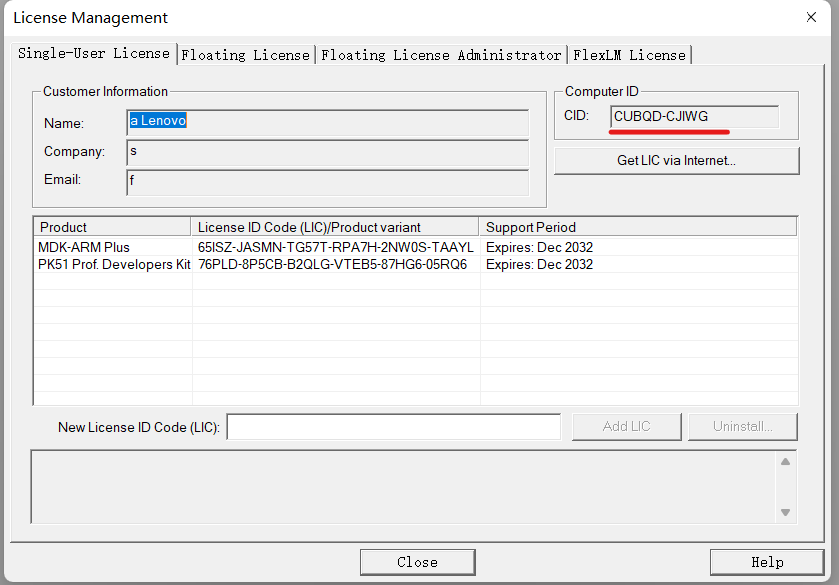 License Management
Single-User License
Floating License
Floating License Administrator
FlexLM License
Customer Information
Name:
a Lenovo
Company:
s
Email:
f
Computer ID
CID:
CUBQD-CJIWG
Get LIC via Internet...
Product
License ID Code (LIC)/Product variant
Support Period
MDK-ARM Plus
65ISZ-JASMN-TG57T-RPA7H-2NW0S-TAAYL
Expires: Dec 2032
PK51 Prof. Developers Kit
76PLD-8P5CB-B2QLG-VTEB5-87HG6-05RQ6
Expires: Dec 2032
New License ID Code (LIC):
Add LIC
Uninstall...
Close
Help